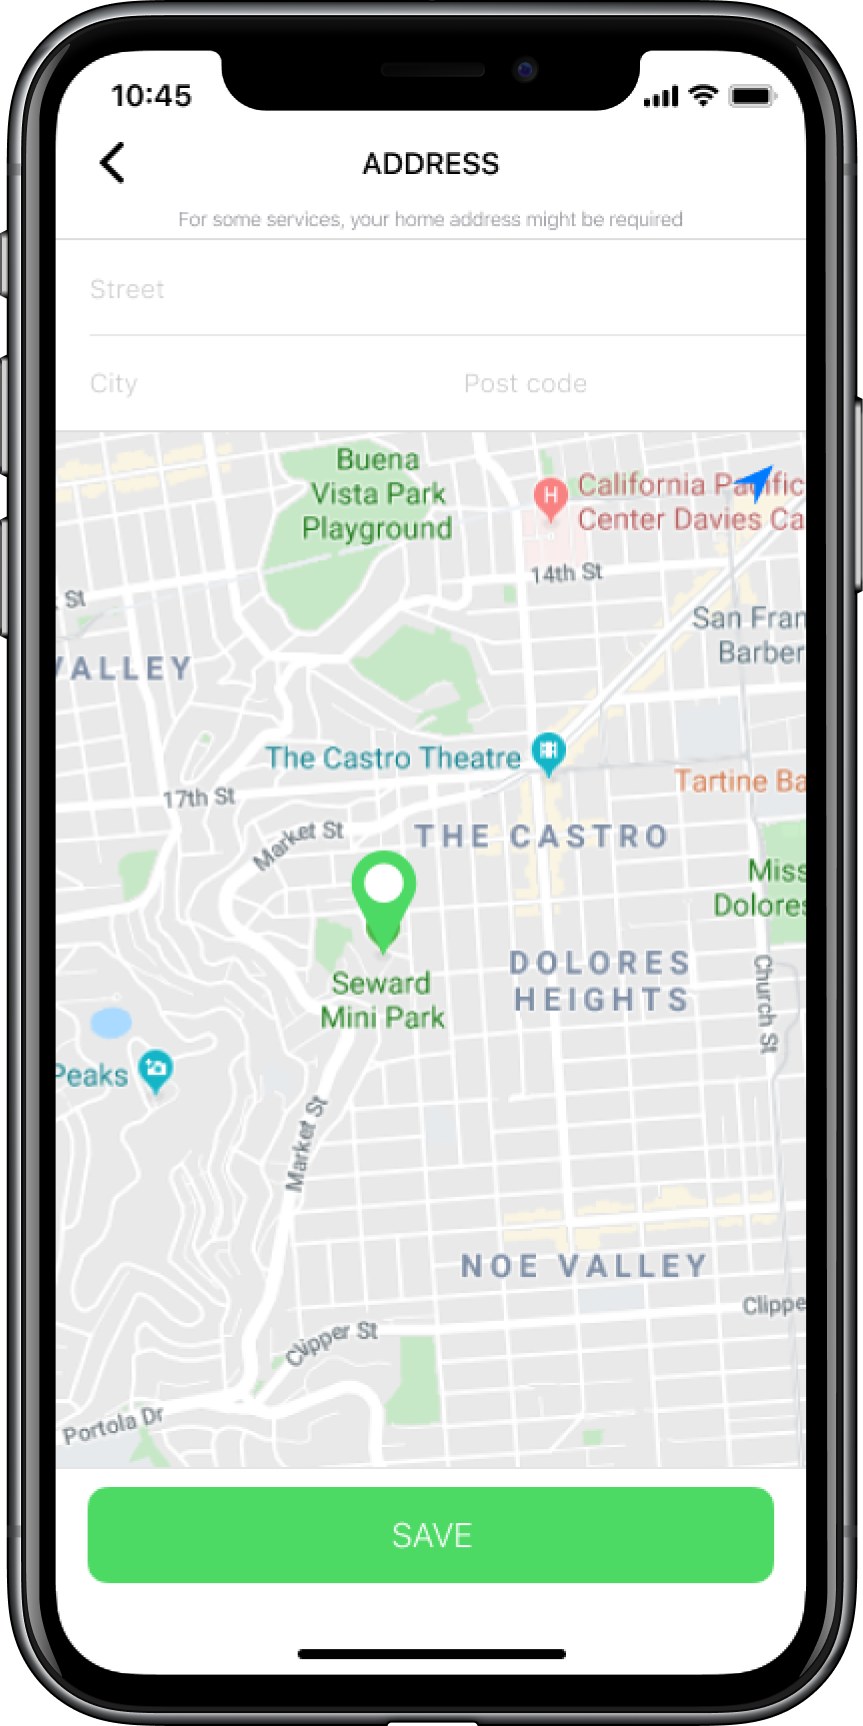 10:45
ADDRESS
For some services, your home address might be required
Street
City
Post code
Buena
Vista Park
Playground
H
California Pacific
Center Davies Ca
14th St
St
San Fran
Barber
VALLEY
The Castro Theatre
Tartine Ba
17th St
Market St
THE CASTRO
Miss
Dolores
DOLORES
HEIGHTS
Seward
Mini Park
Church St
Peaks
Market St
NOE VALLEY
Clippe
Clipper St
Portola Dr
SAVE